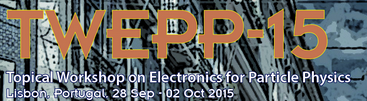 TWEPP-15
Topical Workshop on Electronics for Particle Physics
Lisbon, Portugal, 28 Sep - 02 Oct 2015